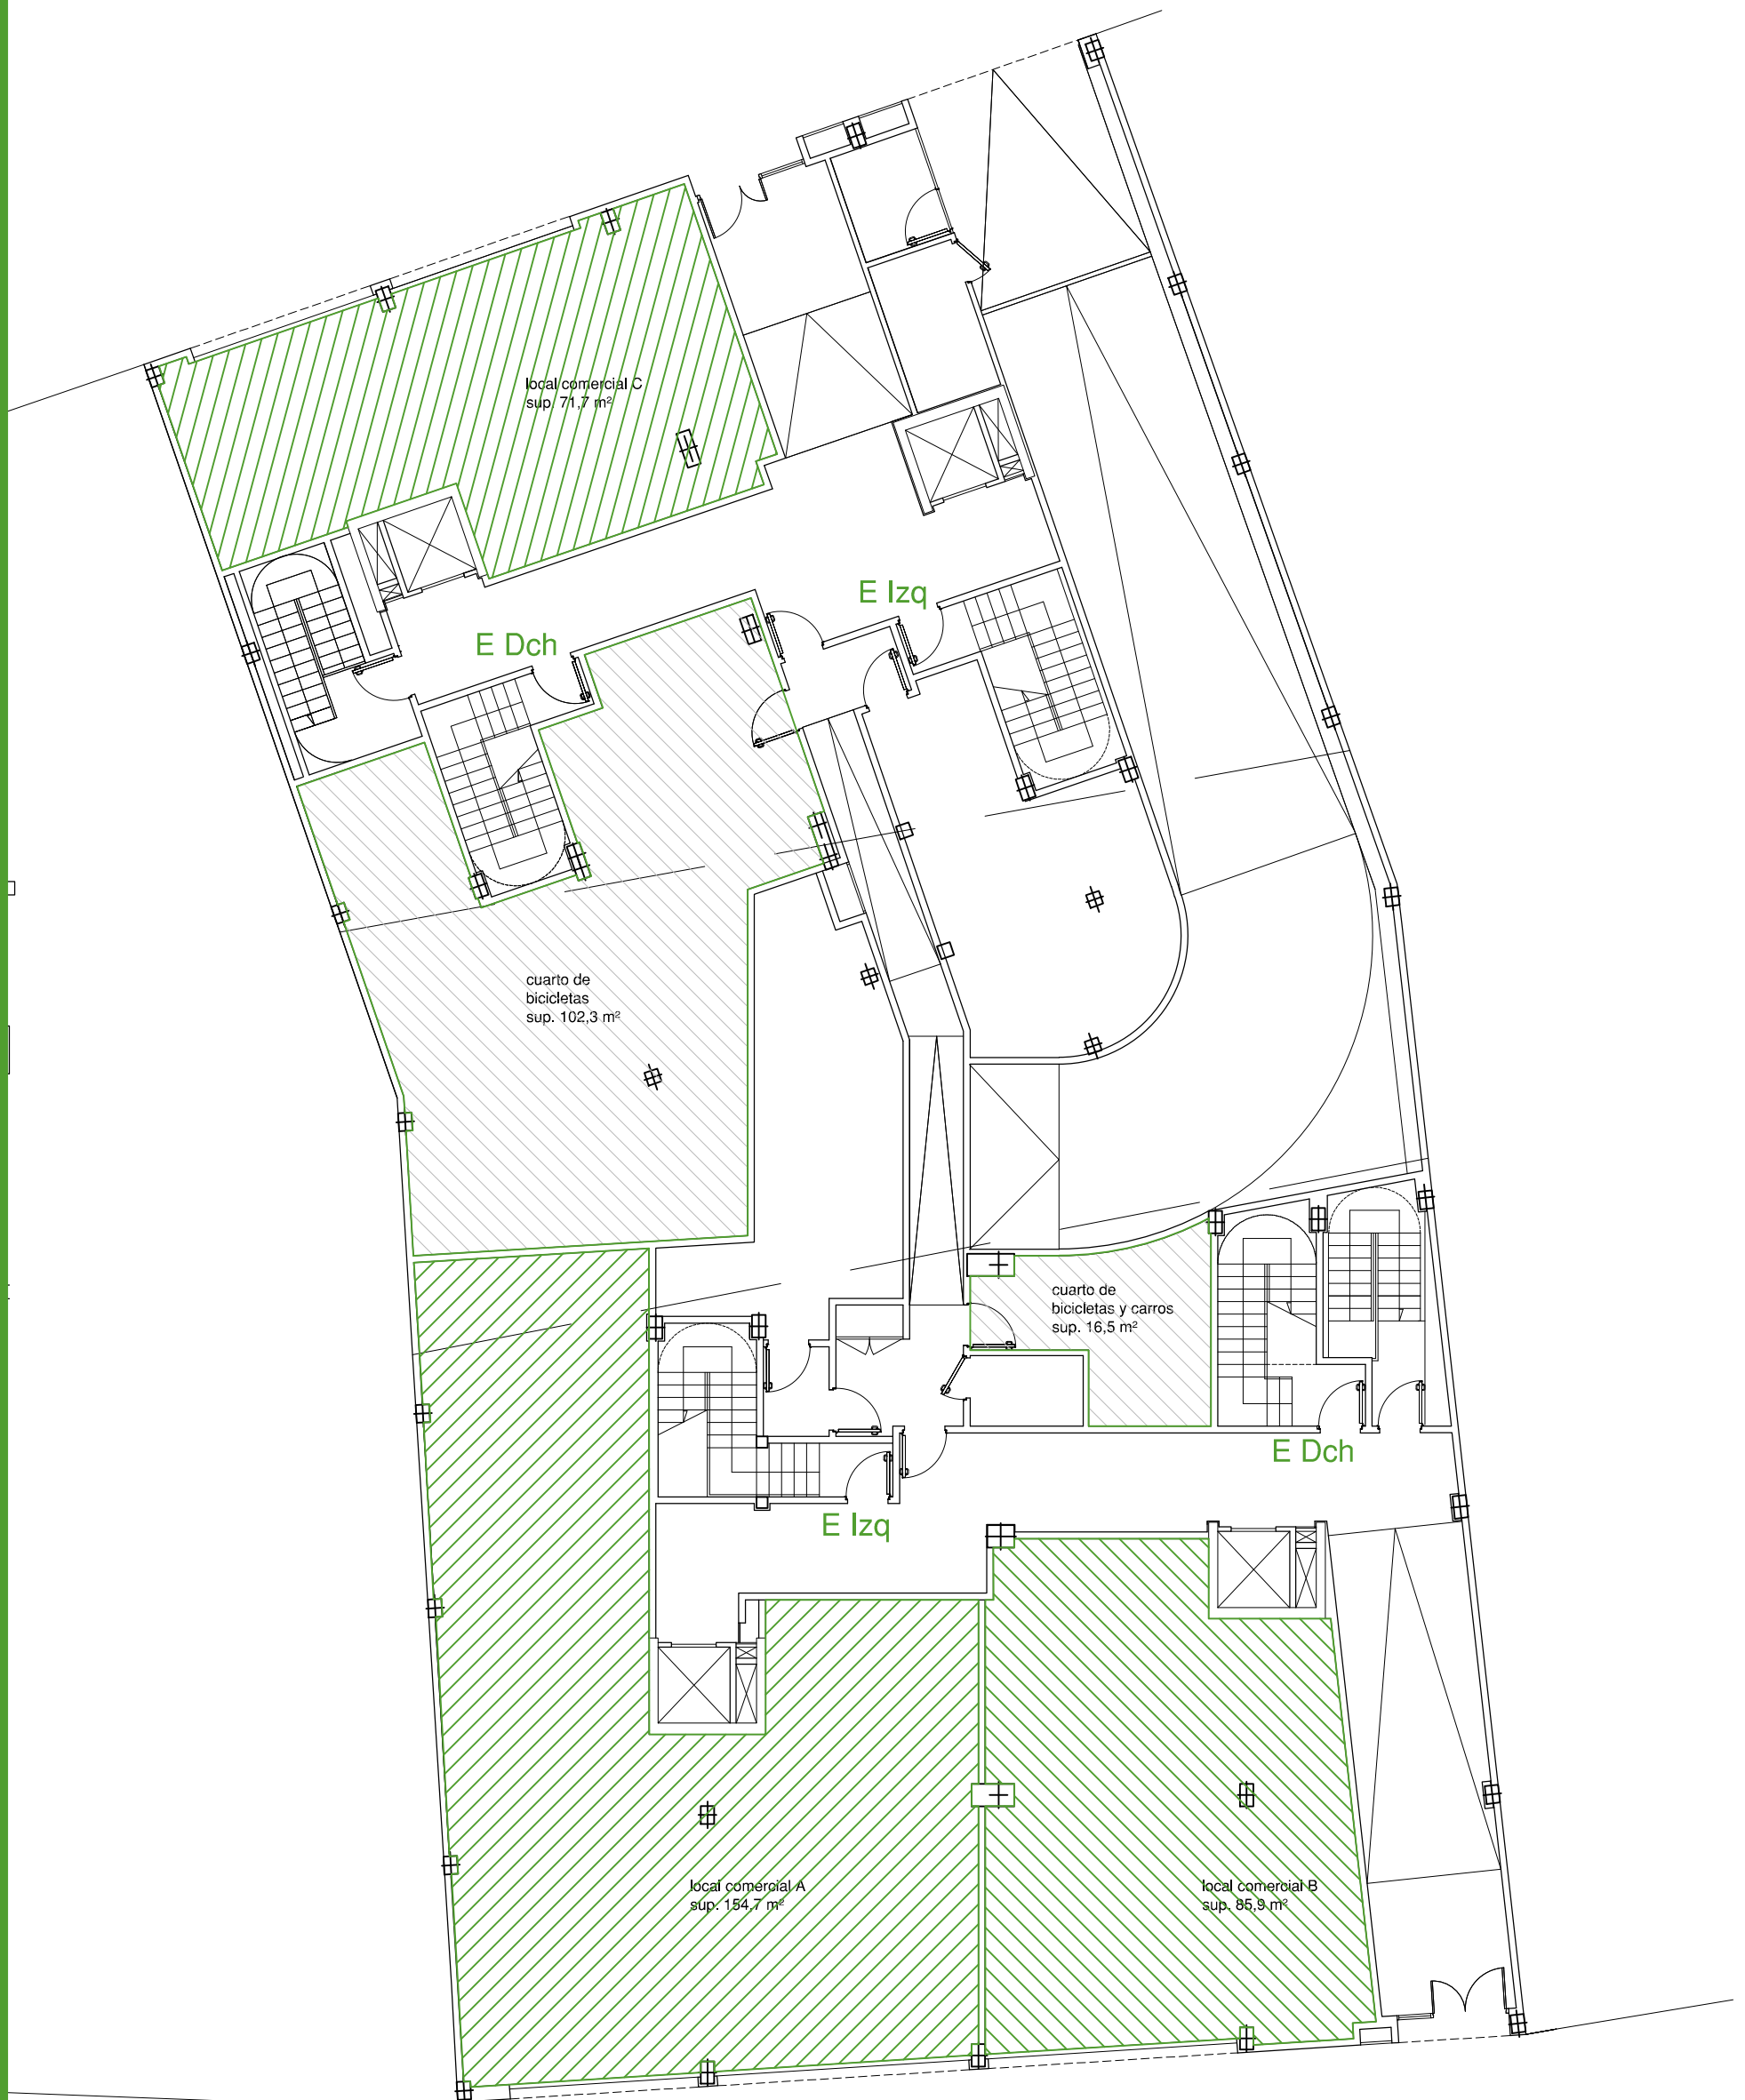 local comercial C
sup. 71,7 m²
E Izq
E Dch
cuarto de
bicicletas
sup. 102,3 m²
cuarto de
bicicletas y carros
sup. 16,5 m²
E Dch
E Izq
local comercial A
sup. 154,7 m²
local comercial B
sup. 85,9 m²